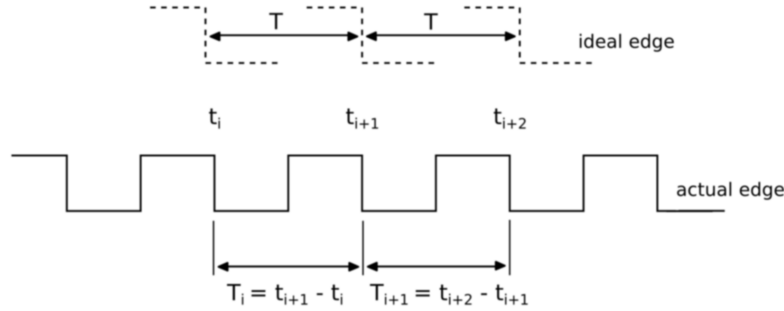 T T
ideal edge
tᵢ tᵢ₊₁ tᵢ₊₂
actual edge
Tᵢ = tᵢ₊₁ - tᵢ Tᵢ₊₁ = tᵢ₊₂ - tᵢ₊₁